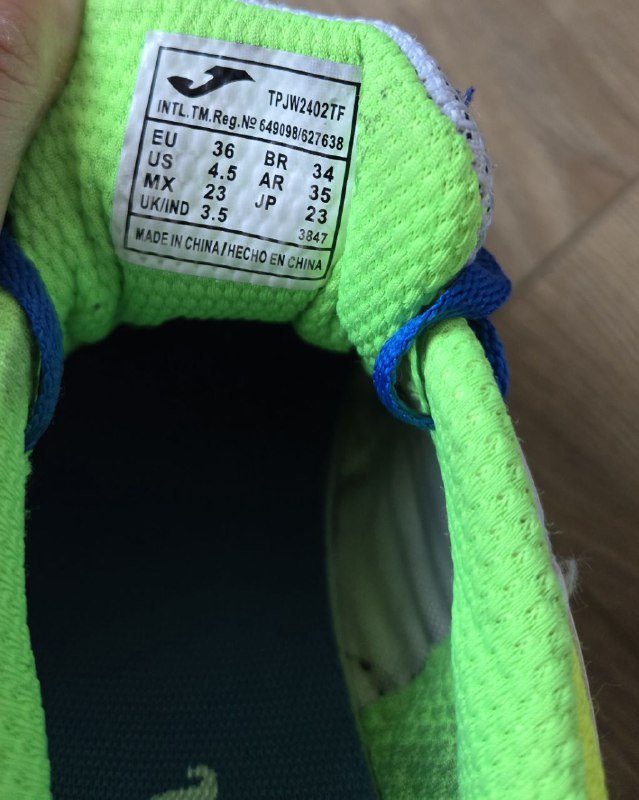 TPJW2402TF
INTL.TM.Reg.Nº 649098/627638
EU 36 BR 34
US 4.5 AR 35
MX 23 JP 23
UK/IND 3.5 3847
MADE IN CHINA/HECHO EN CHINA